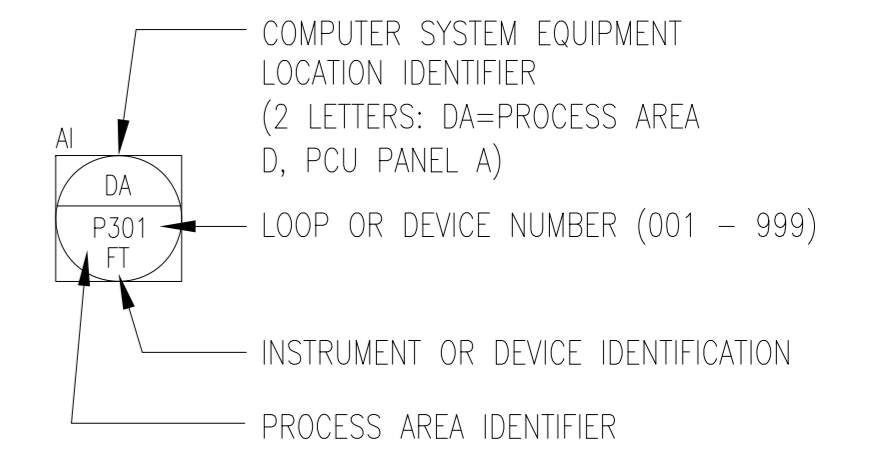 COMPUTER SYSTEM EQUIPMENT
LOCATION IDENTIFIER
(2 LETTERS: DA=PROCESS AREA
D, PCU PANEL A)
AI
DA
P301
FT
LOOP OR DEVICE NUMBER (001 – 999)
INSTRUMENT OR DEVICE IDENTIFICATION
PROCESS AREA IDENTIFIER